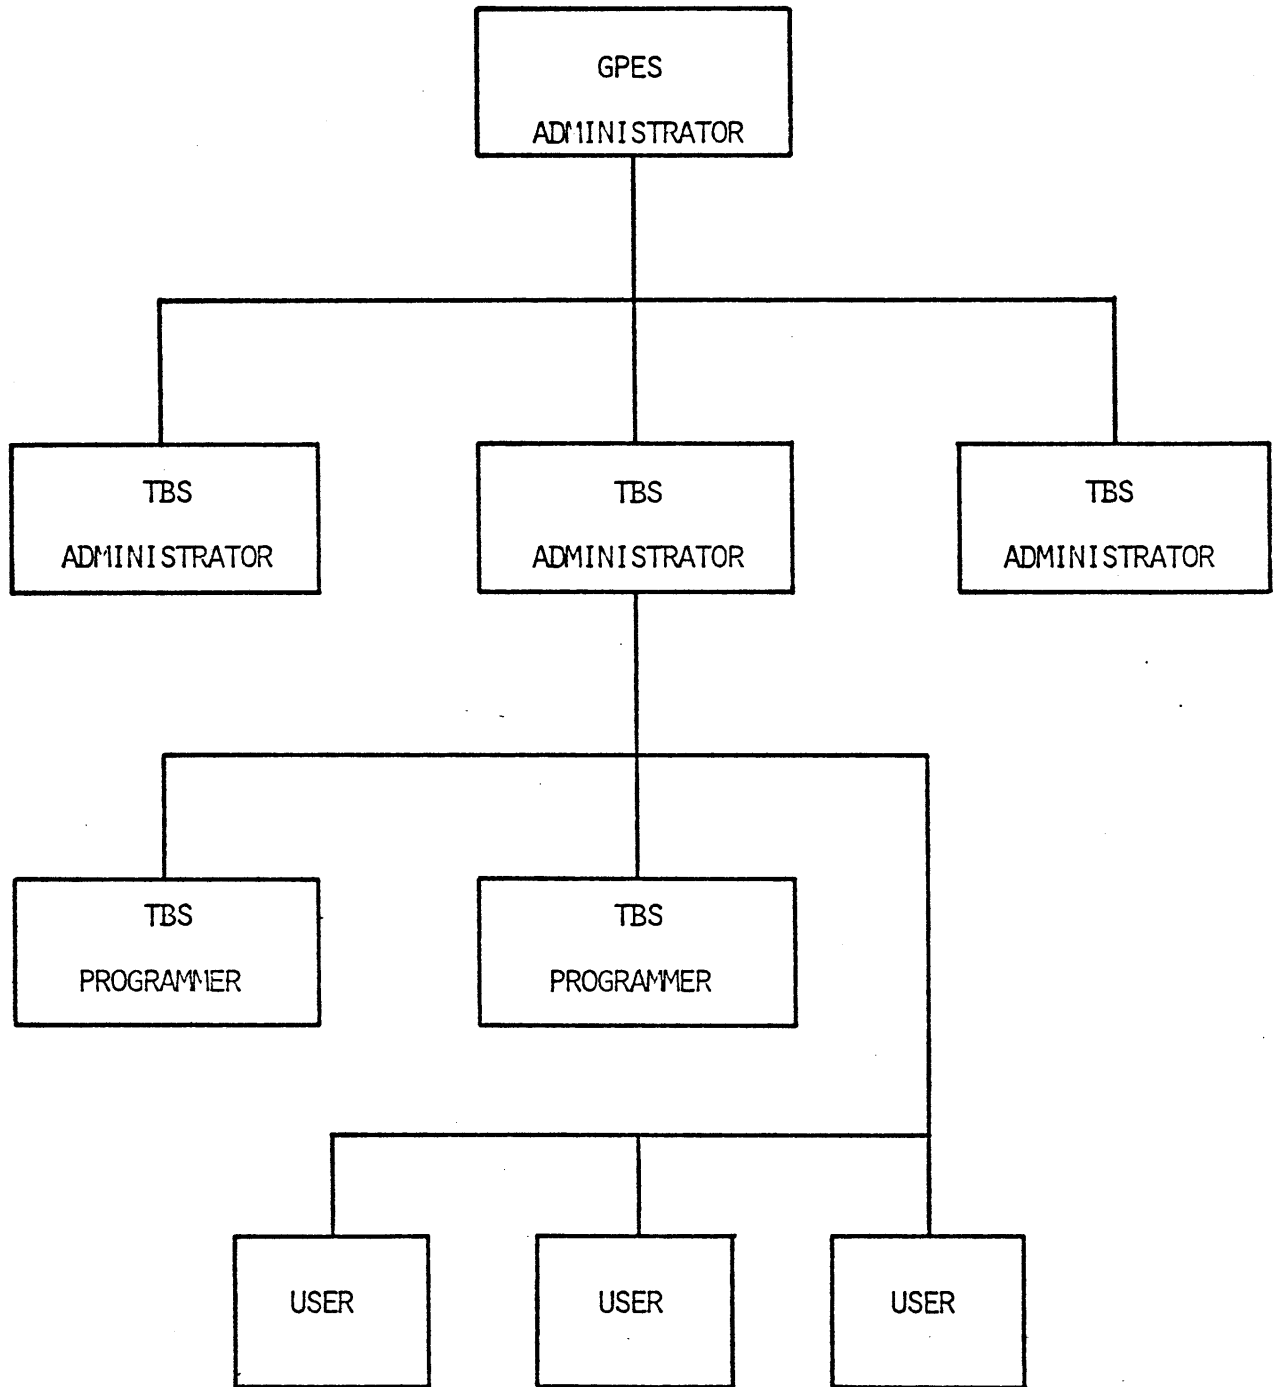 GPES
ADMINISTRATOR
TBS
ADMINISTRATOR
TBS
ADMINISTRATOR
TBS
ADMINISTRATOR
TBS
PROGRAMMER
TBS
PROGRAMMER
USER
USER
USER